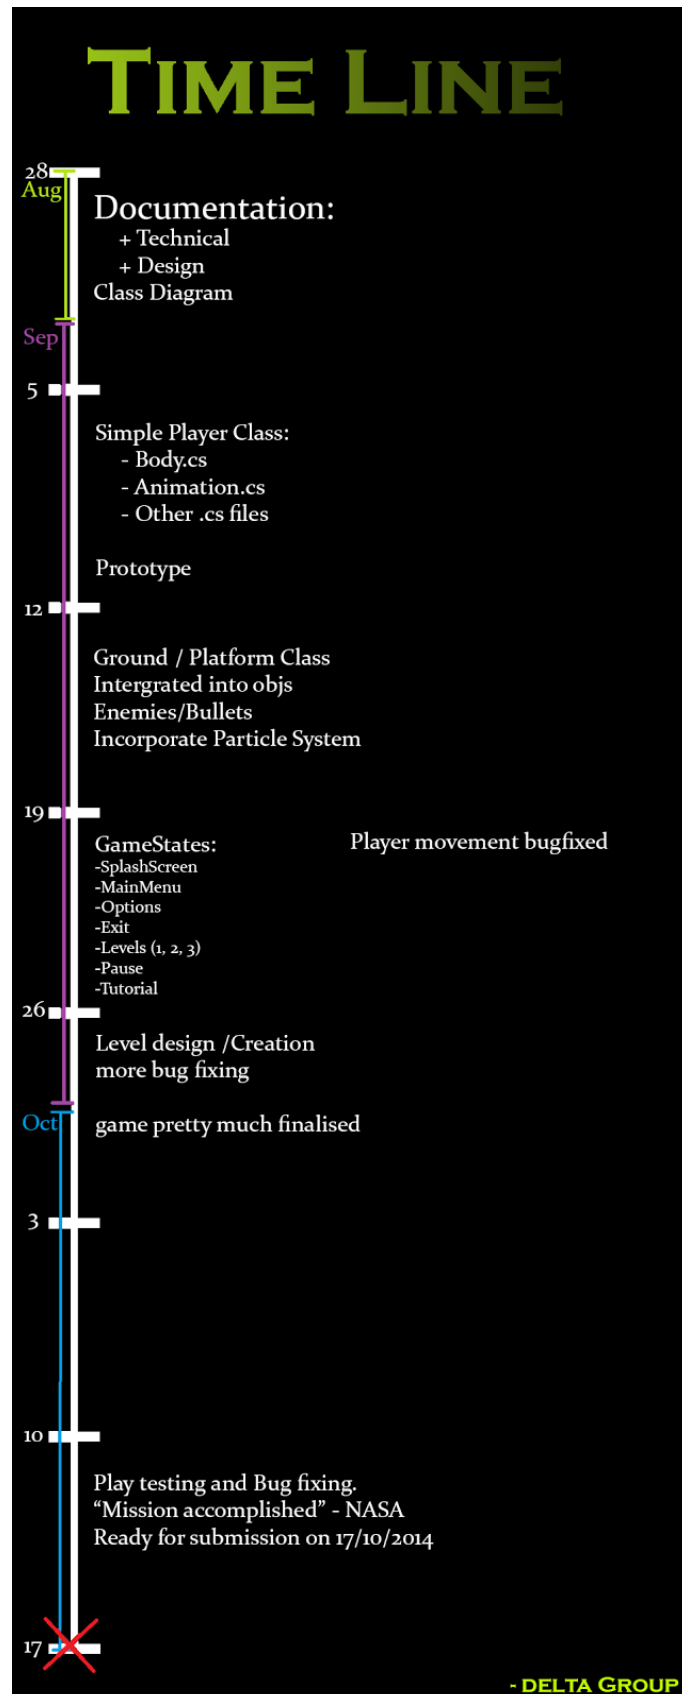 TIME LINE
28
Aug
Documentation:
+ Technical
+ Design
Class Diagram
Sep
5
Simple Player Class:
- Body.cs
- Animation.cs
- Other .cs files
Prototype
12
Ground / Platform Class
Intergrated into objs
Enemies/Bullets
Incorporate Particle System
19
GameStates:
-SplashScreen
-MainMenu
-Options
-Exit
-Levels (1, 2, 3)
-Pause
-Tutorial
Player movement bugfixed
26
Level design /Creation
more bug fixing
Oct
game pretty much finalised
3
10
Play testing and Bug fixing.
“Mission accomplished” - NASA
Ready for submission on 17/10/2014
17
- DELTA GROUP